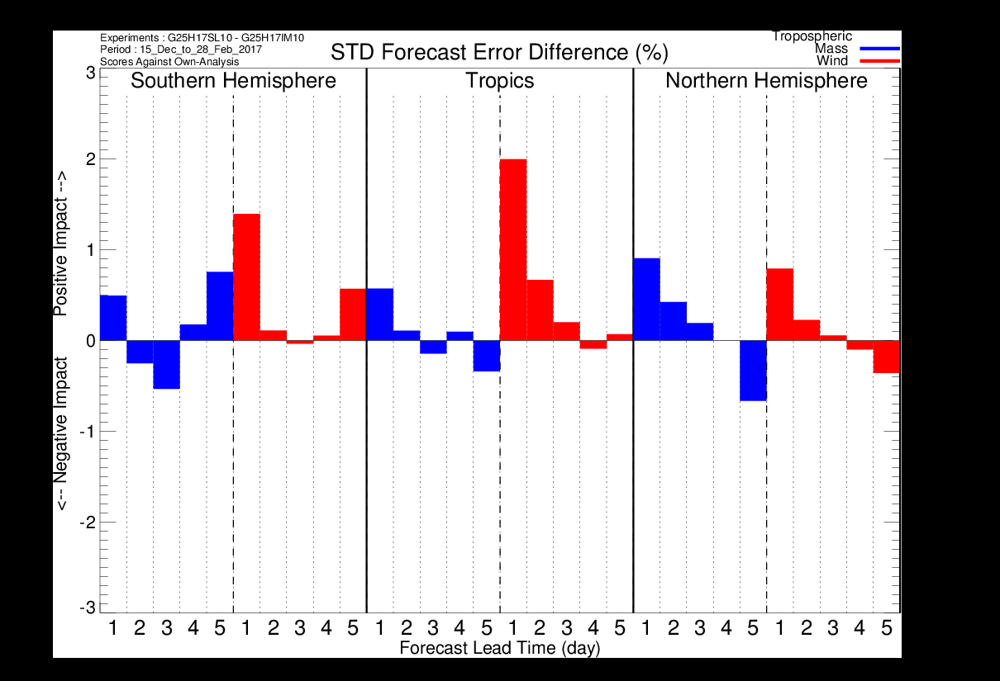 Experiments : G25H17SL10 - G25H17IM10
Period : 15_Dec_to_28_Feb_2017
Scores Against Own-Analysis
STD Forecast Error Difference (%)
Tropospheric
Mass
Wind
Southern Hemisphere
Tropics
Northern Hemisphere
3
2
1
0
-1
-2
-3
<-- Negative Impact
Positive Impact -->
1 2 3 4 5 1 2 3 4 5 1 2 3 4 5 1 2 3 4 5 1 2 3 4 5 1 2 3 4 5
Forecast Lead Time (day)